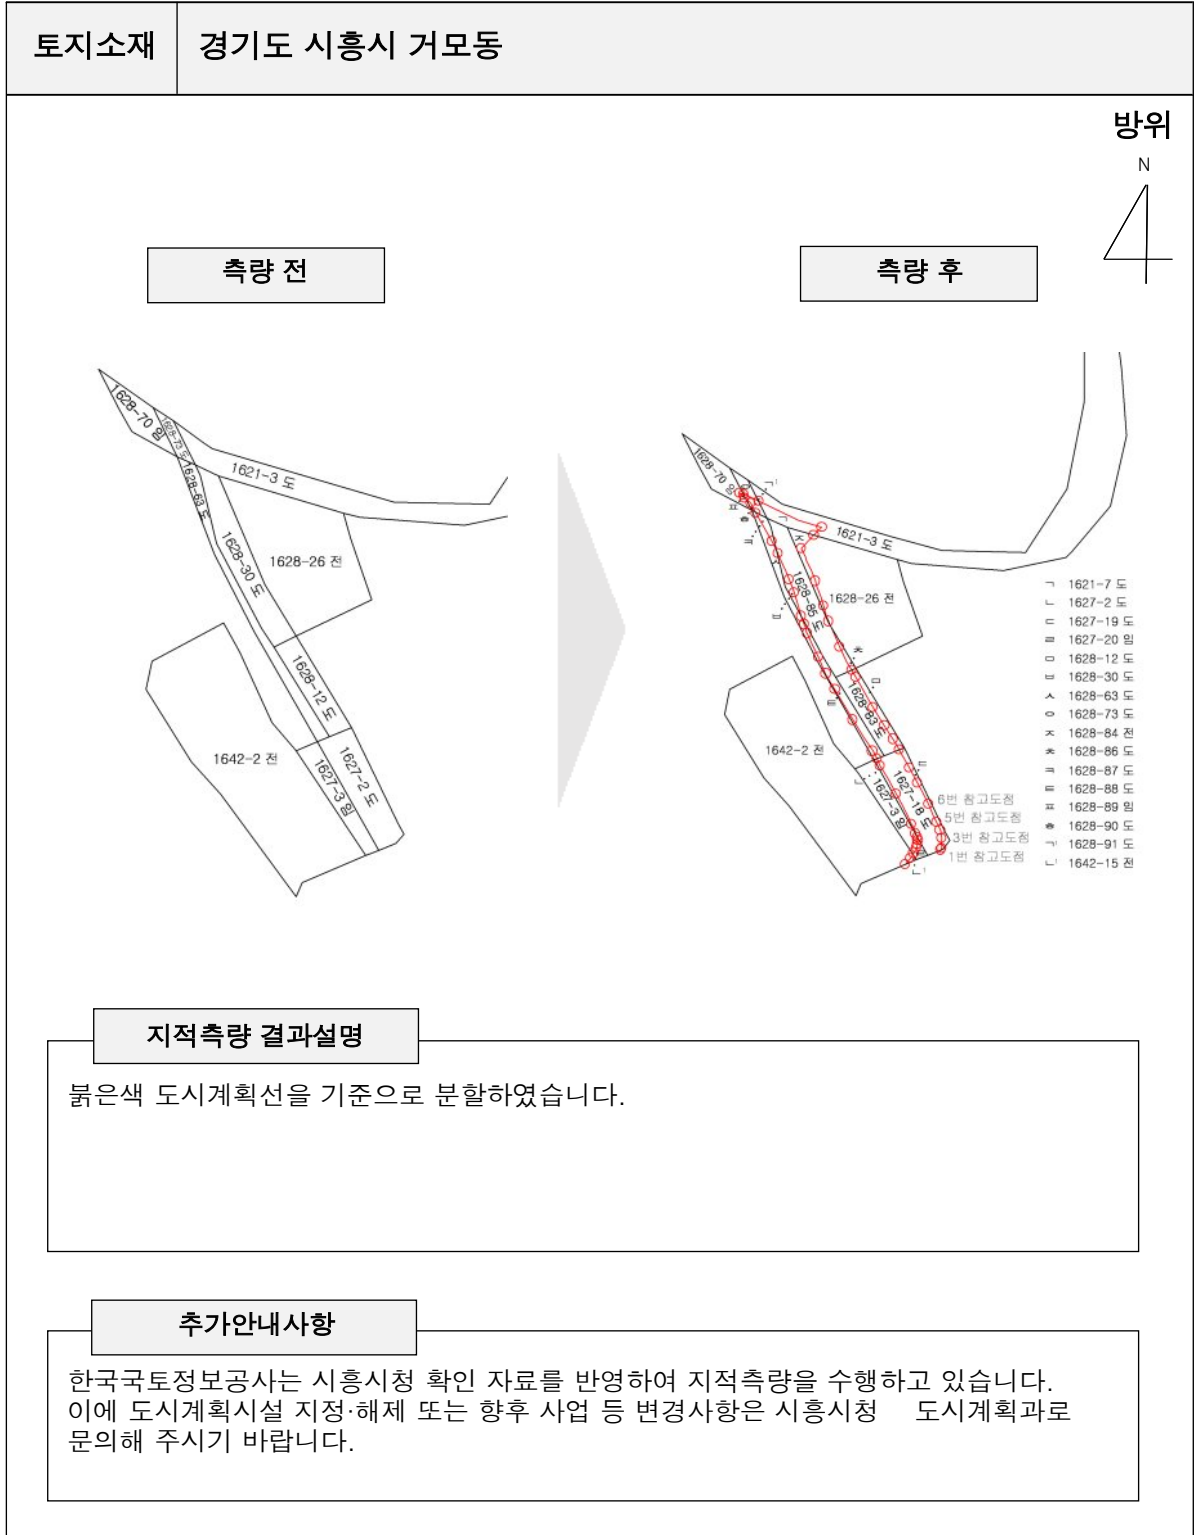 토지소재
경기도 시흥시 거모동
방위
N
측량 전
측량 후
1628-70 임
1628-73 도
1628-63 도
1621-3 도
1628-30 도
1628-26 전
1628-12 도
1642-2 전
1627-2 도
1627-3 임
1628-70 임
ㄱ'
ㅇ
ㅍ
ㅎ
ㄱ
ㅈ
1621-3 도
1628-85 도
1628-26 전
ㅊ
ㅁ
ㅌ
1628-83 도
1642-2 전
ㄷ
ㄴ
1627-18 도
1627-3 임
6번 참고도점
5번 참고도점
3번 참고도점
1번 참고도점
ㄴ'
ㄱ 1621-7 도
ㄴ 1627-2 도
ㄷ 1627-19 도
ㄹ 1627-20 임
ㅁ 1628-12 도
ㅂ 1628-30 도
ㅅ 1628-63 도
ㅇ 1628-73 도
ㅈ 1628-84 전
ㅊ 1628-86 도
ㅋ 1628-87 도
ㅌ 1628-88 도
ㅍ 1628-89 임
ㅎ 1628-90 도
ㄱ' 1628-91 도
ㄴ' 1642-15 전
지적측량 결과설명
붉은색 도시계획선을 기준으로 분할하였습니다.
추가안내사항
한국국토정보공사는 시흥시청 확인 자료를 반영하여 지적측량을 수행하고 있습니다.
이에 도시계획시설 지정·해제 또는 향후 사업 등 변경사항은 시흥시청 도시계획과로
문의해 주시기 바랍니다.